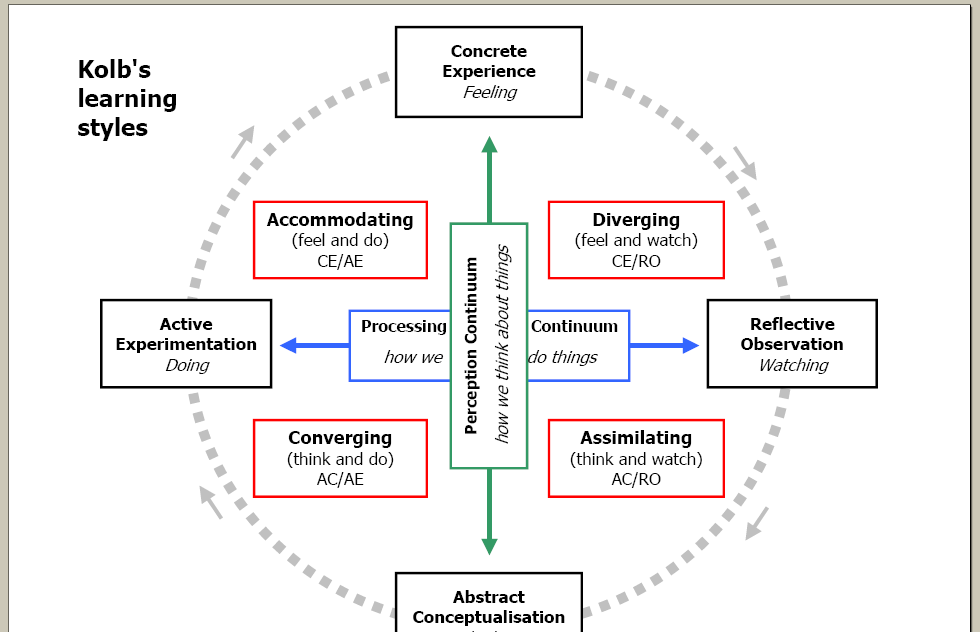 Kolb's
learning
styles
Concrete
Experience
Feeling
Accommodating
(feel and do)
CE/AE
Diverging
(feel and watch)
CE/RO
Active
Experimentation
Doing
Processing Continuum
how we do things
Perception Continuum
how we think about things
Reflective
Observation
Watching
Converging
(think and do)
AC/AE
Assimilating
(think and watch)
AC/RO
Abstract
Conceptualisation